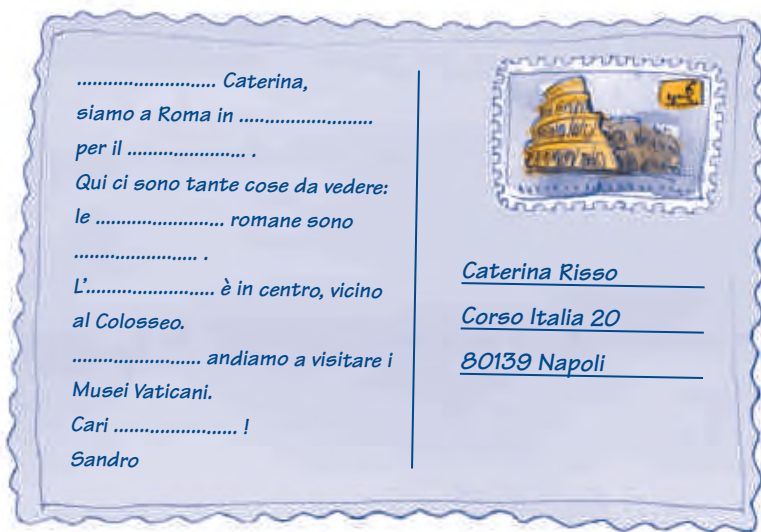 ........................... Caterina,
siamo a Roma in ..........................
per il ....................... .
Qui ci sono tante cose da vedere:
le ......................... romane sono
........................ .
L'......................... è in centro, vicino
al Colosseo.
......................... andiamo a visitare i
Musei Vaticani.
Cari ........................ !
Sandro
Caterina Risso
Corso Italia 20
80139 Napoli